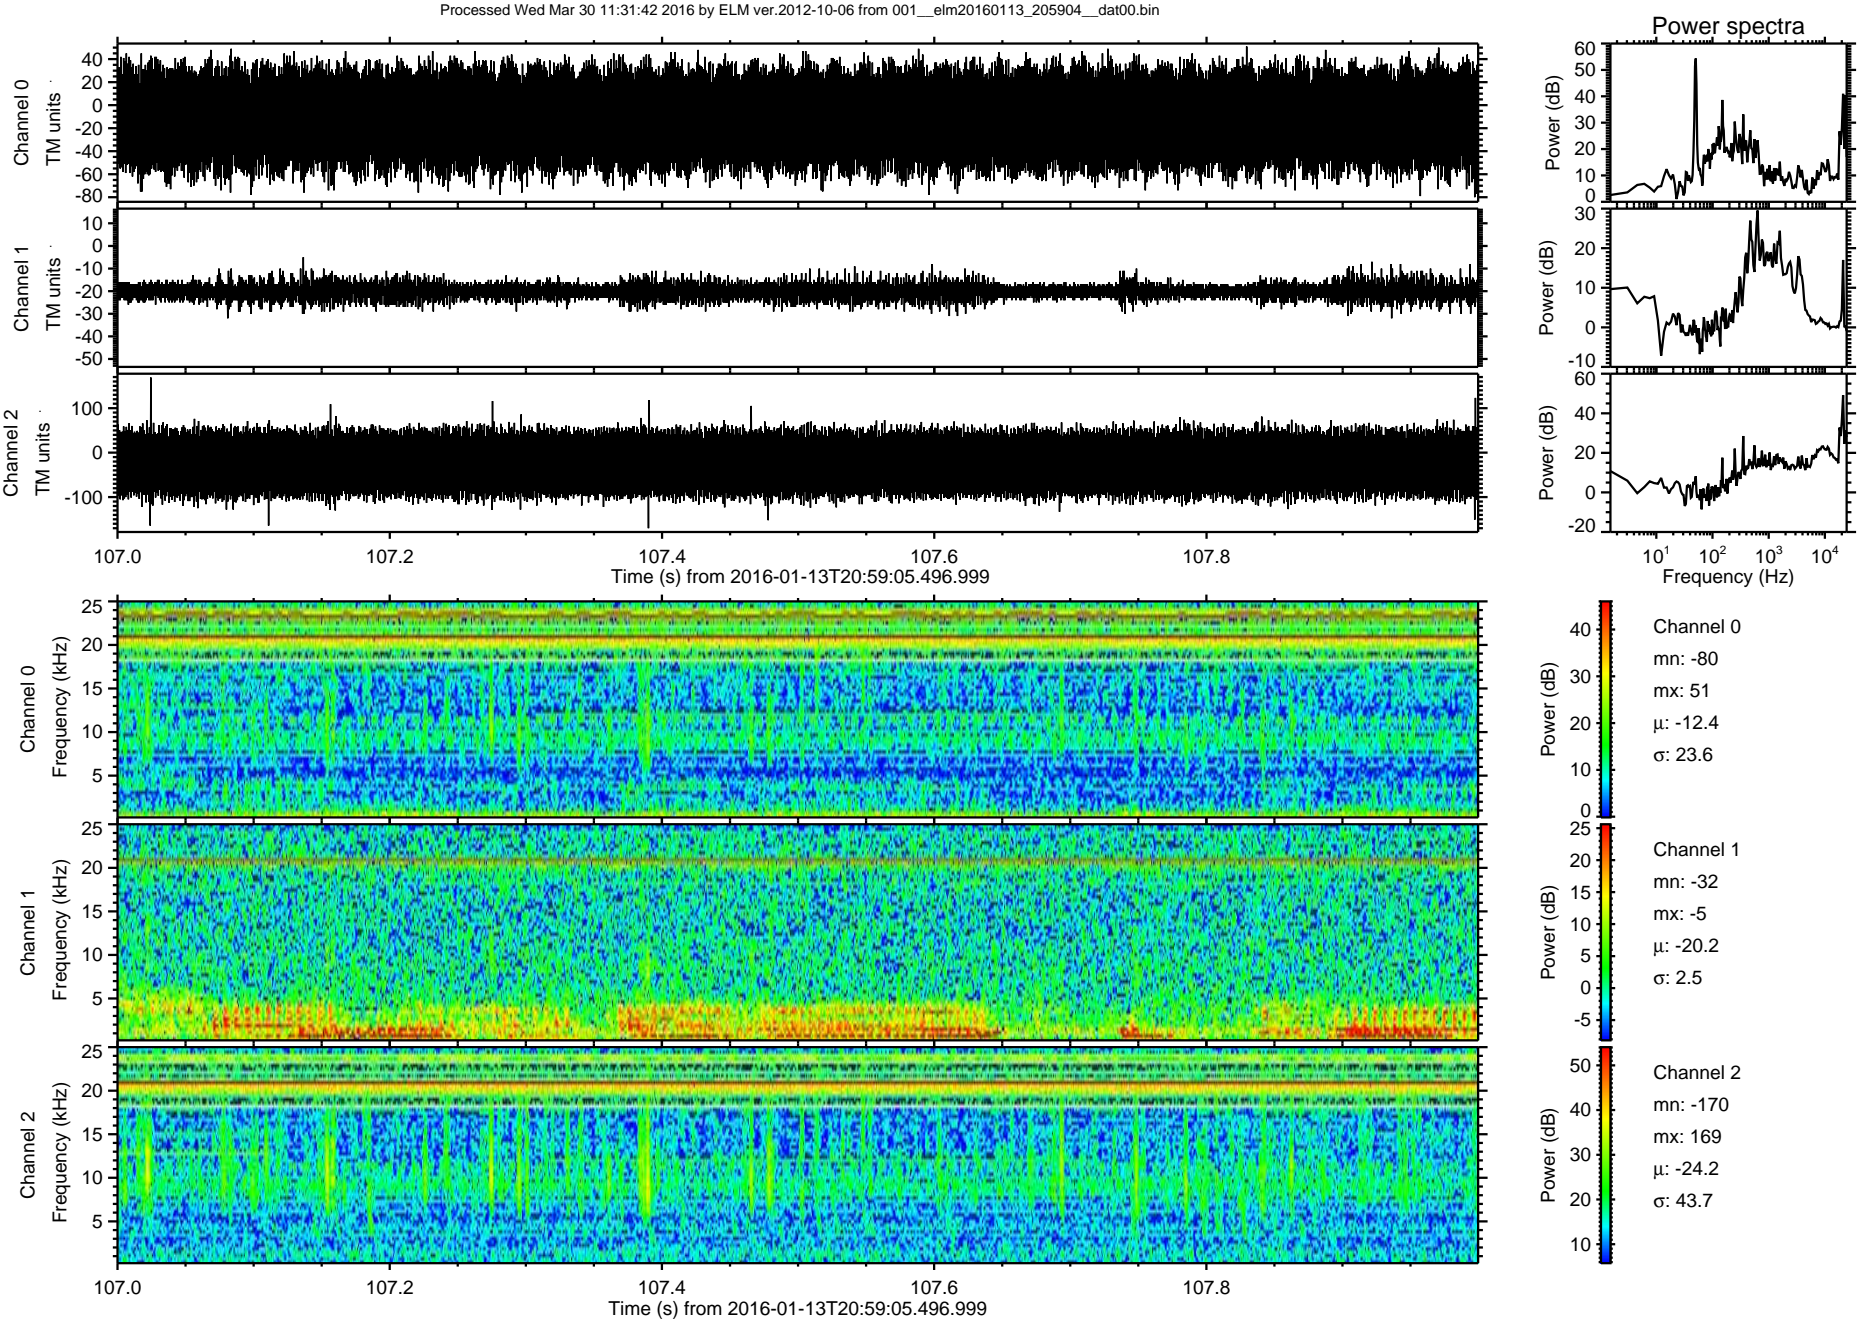 Processed Wed Mar 30 11:31:42 2016 by ELM ver.2012-10-06 from 001__elm20160113_205904__dat00.bin
Power spectra
Channel 0
TM units
40
20
0
-20
-40
-60
-80
Power (dB)
60
50
40
30
20
10
0
Channel 1
TM units
10
0
-10
-20
-30
-40
-50
Power (dB)
30
20
10
0
-10
Channel 2
TM units
100
0
-100
Power (dB)
60
40
20
0
-20
107.0 107.2 107.4 107.6 107.8
Time (s) from 2016-01-13T20:59:05.496.999
10^1 10^2 10^3 10^4
Frequency (Hz)
Channel 0
Frequency (kHz)
25
20
15
10
5
Power (dB)
40
30
20
10
0
Channel 0
mn: -80
mx: 51
μ: -12.4
σ: 23.6
Channel 1
Frequency (kHz)
25
20
15
10
5
Power (dB)
25
20
15
10
5
0
-5
Channel 1
mn: -32
mx: -5
μ: -20.2
σ: 2.5
Channel 2
Frequency (kHz)
25
20
15
10
5
Power (dB)
50
40
30
20
10
Channel 2
mn: -170
mx: 169
μ: -24.2
σ: 43.7
107.0 107.2 107.4 107.6 107.8
Time (s) from 2016-01-13T20:59:05.496.999